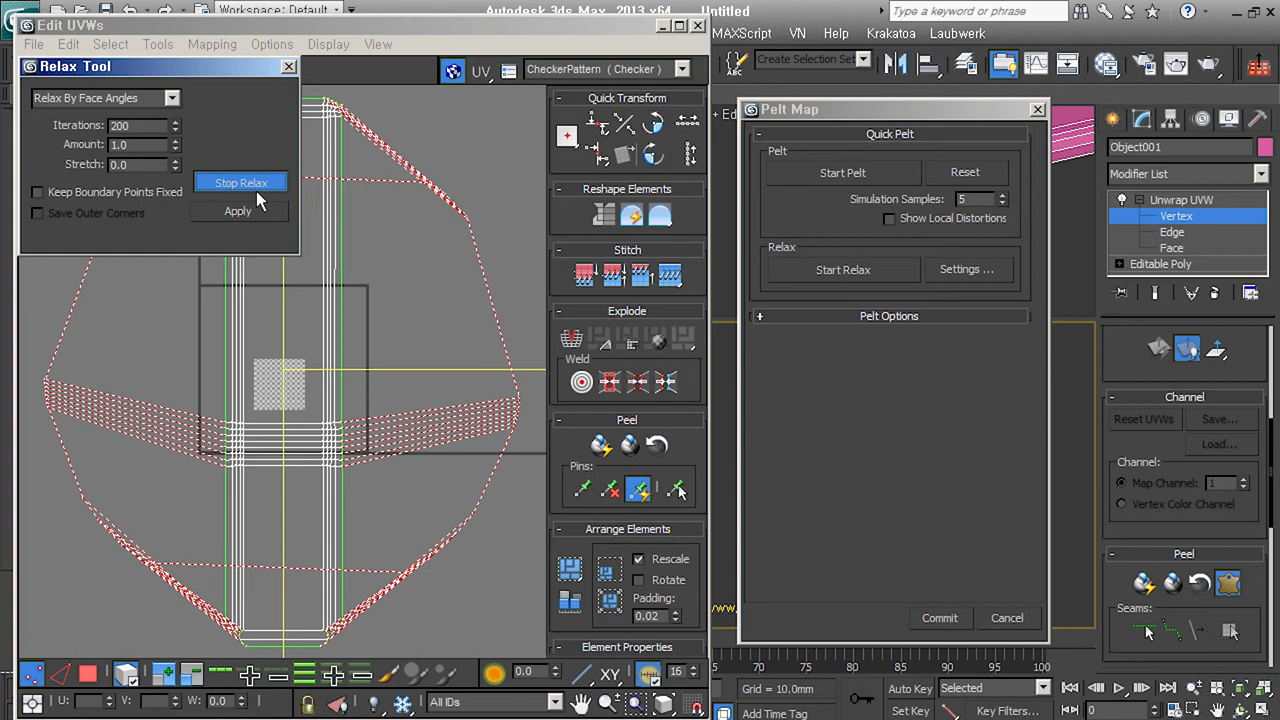 Workspace: Default
Autodesk 3ds Max 2013 x64
Untitled
Type a keyword or phrase
Edit UVWs
File Edit Select Tools Mapping Options Display View
MAXScript VN Help Krakatoa Laubwerk
Relax Tool
UV
CheckerPattern ( Checker )
Create Selection Set
ABC
Relax By Face Angles
Iterations: 200
Amount: 1.0
Stretch: 0.0
Stop Relax
Keep Boundary Points Fixed
Save Outer Corners
Apply
Quick Transform
Reshape Elements
Stitch
Explode
Weld
Peel
Pins:
Arrange Elements
Rescale
Rotate
Padding:
0.02
Element Properties
Pelt Map
Quick Pelt
Pelt
Start Pelt Reset
Simulation Samples: 5
Show Local Distortions
Relax
Start Relax Settings ...
Pelt Options
Commit Cancel
Object001
Modifier List
Unwrap UVW
Vertex
Edge
Face
Editable Poly
Channel
Reset UVWs Save...
Load...
Channel:
Map Channel: 1
Vertex Color Channel
Peel
Seams:
0.0
XY
16
U: V: W: 0.0
All IDs
70 75 80 85 90 95 100
Grid = 10.0mm
Add Time Tag
Auto Key Selected
Set Key Key Filters...
0